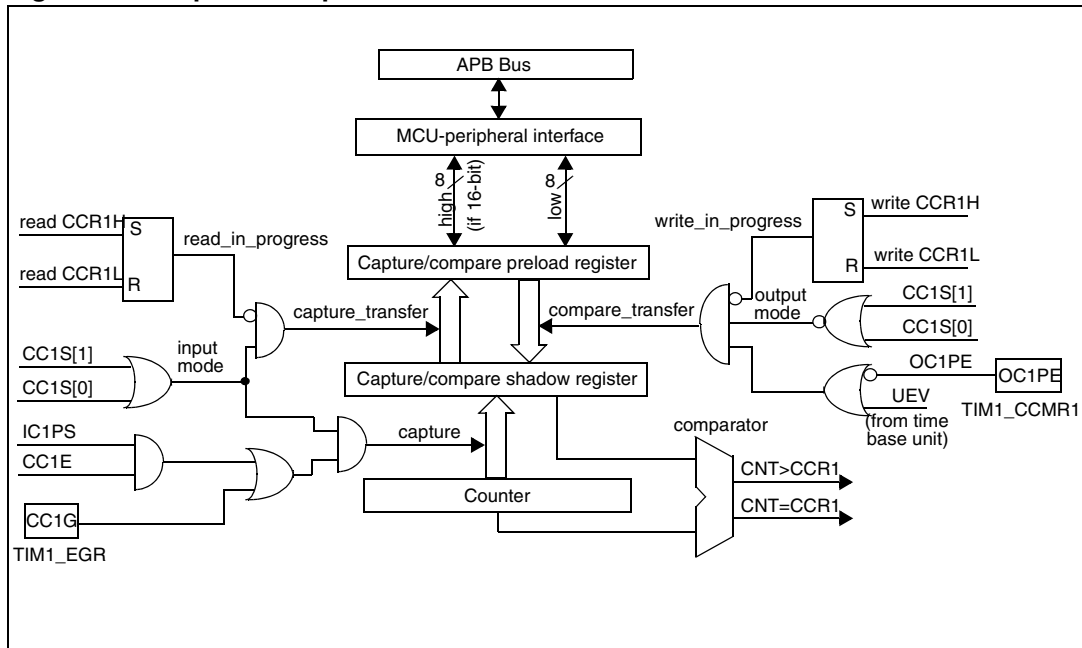 APB Bus
MCU-peripheral interface
8
high
(if 16-bit)
8
low
read CCR1H
S
read_in_progress
read CCR1L
R
write_in_progress
S
write CCR1H
R
write CCR1L
Capture/compare preload register
capture_transfer
compare_transfer
output
mode
CC1S[1]
CC1S[0]
CC1S[1]
CC1S[0]
input
mode
Capture/compare shadow register
OC1PE
OC1PE
UEV
(from time
base unit)
TIM1_CCMR1
IC1PS
CC1E
capture
comparator
CNT>CCR1
CNT=CCR1
Counter
CC1G
TIM1_EGR